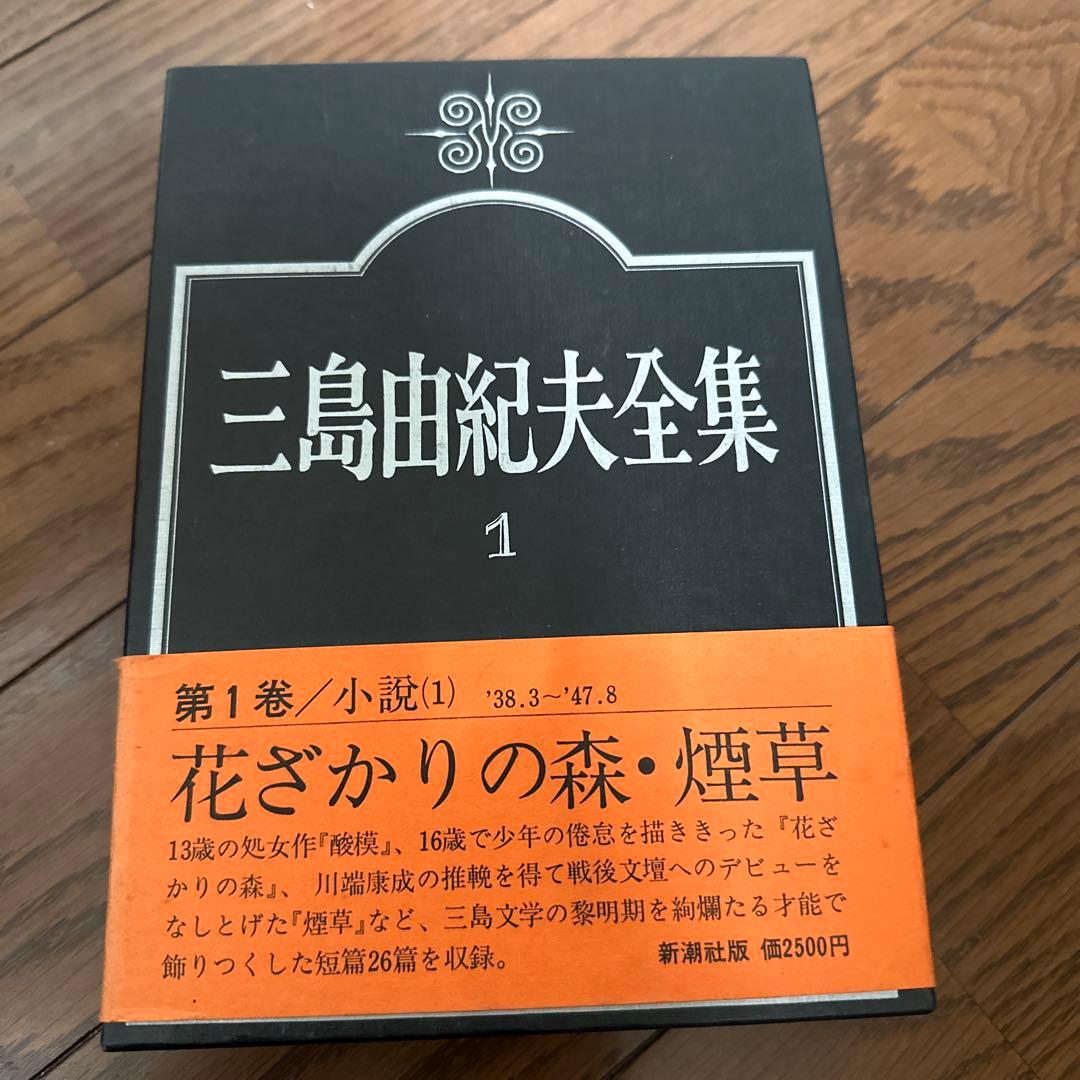 三島由紀夫全集
1
第1巻／小説(1) '38.3～'47.8
花ざかりの森・煙草
13歳の処女作『酸模』、16歳で少年の倦怠を描ききった『花ざ
かりの森』、川端康成の推輓を得て戦後文壇へのデビューを
なしとげた『煙草』など、三島文学の黎明期を絢爛たる才能で
飾りつくした短篇26篇を収録。
新潮社版 価2500円